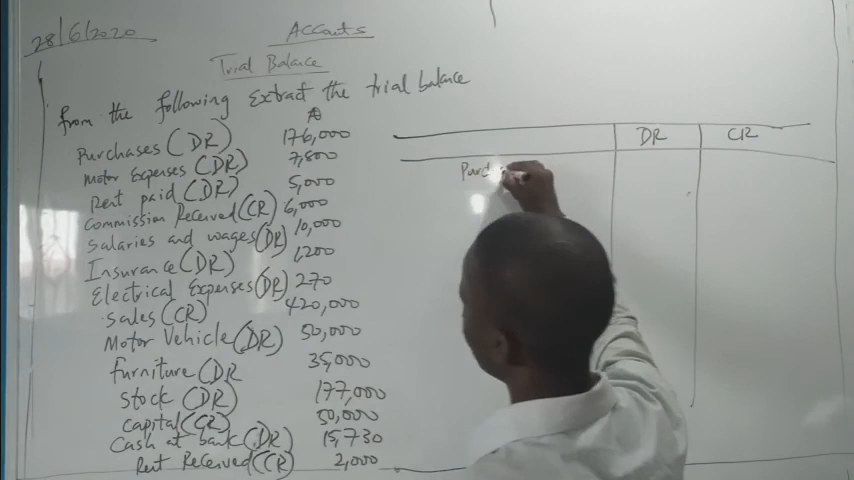 28/6/2020
Accouts
Trial Balance
from the following Extract the trial balance
₦
Purchases (DR) 176,000
Motor Expenses (DR) 7,800
Rent paid (DR) 5,000
Commission Received (CR) 6,000
Salaries and wages (DR) 10,000
Insurance (DR) 1,200
Electrical Expenses (DR) 270
Sales (CR) 420,000
Motor Vehicle (DR) 50,000
furniture (DR 35,000
Stock (DR) 177,000
Capital (CR) 50,000
Cash at bank (DR) 15,730
Rent Received (CR) 2,000
DR CR
Purc